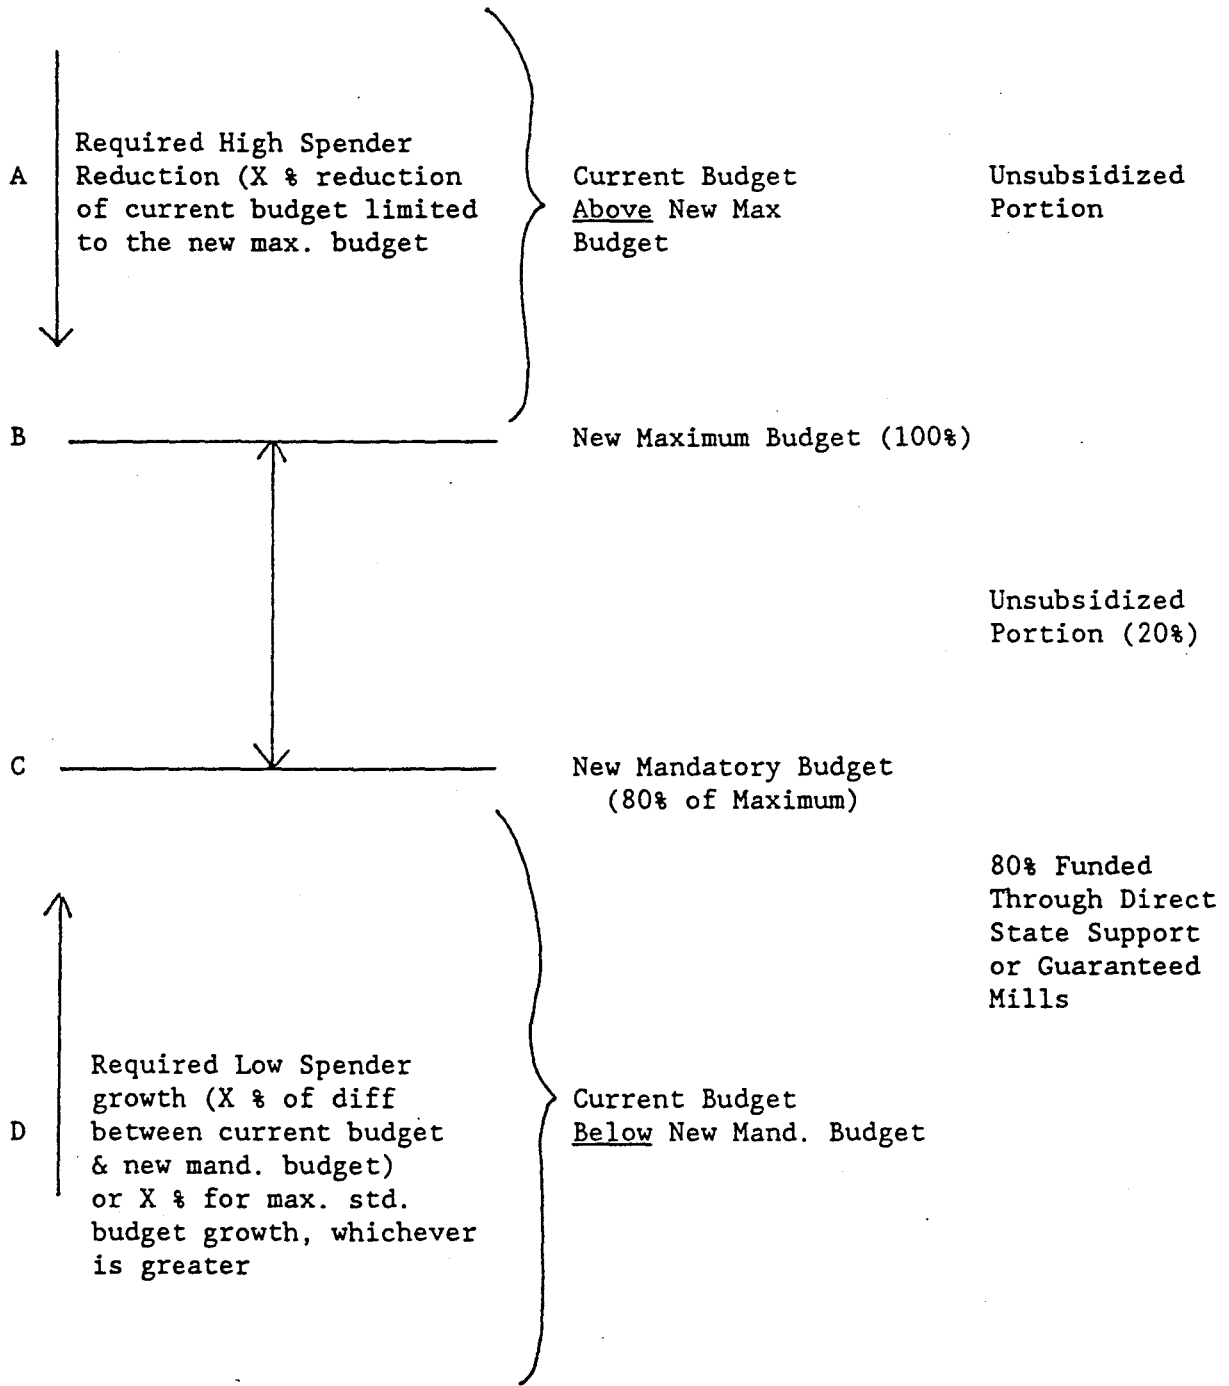 A
Required High Spender
Reduction (X % reduction
of current budget limited
to the new max. budget
Current Budget
Above New Max
Budget
Unsubsidized
Portion
B
New Maximum Budget (100%)
Unsubsidized
Portion (20%)
C
New Mandatory Budget
(80% of Maximum)
80% Funded
Through Direct
State Support
or Guaranteed
Mills
D
Required Low Spender
growth (X % of diff
between current budget
& new mand. budget)
or X % for max. std.
budget growth, whichever
is greater
Current Budget
Below New Mand. Budget